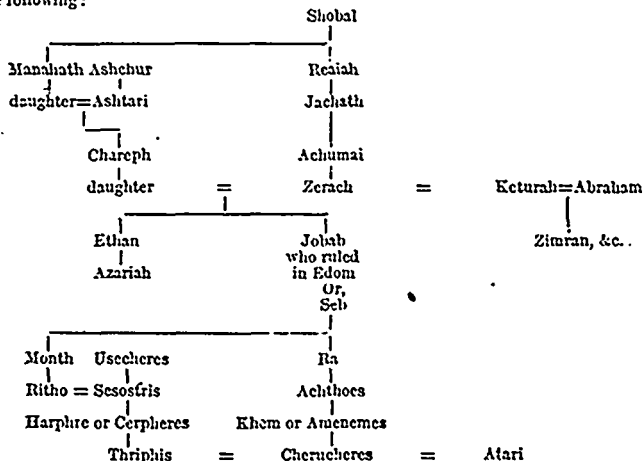 following:
Shobal
Manahath Ashchur Reaiah
daughter=Ashtari Jachath
Chareph Achumai
daughter = Zerach = Keturah=Abraham
Ethan Jobab Zimran, &c..
Azariah who ruled
in Edom
Or,
Seb
Month Usecheres Ra
Ritho = Sesostris Achthoes
Harphre or Cerpheres Khem or Amenemes
Thriphis = Cherucheres = Atari